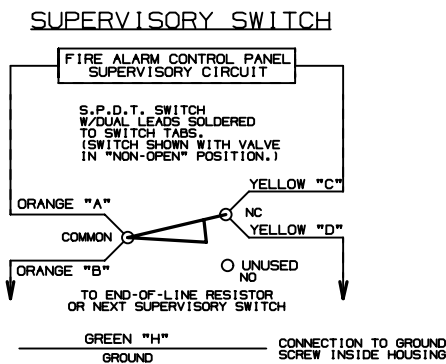 SUPERVISORY SWITCH
FIRE ALARM CONTROL PANEL
SUPERVISORY CIRCUIT
S.P.D.T. SWITCH
W/DUAL LEADS SOLDERED
TO SWITCH TABS.
(SWITCH SHOWN WITH VALVE
IN "NON-OPEN" POSITION.)
YELLOW "C"
ORANGE "A"
NC
COMMON
YELLOW "D"
ORANGE "B"
UNUSED
NO
TO END-OF-LINE RESISTOR
OR NEXT SUPERVISORY SWITCH
GREEN "H"
GROUND
CONNECTION TO GROUND
SCREW INSIDE HOUSING